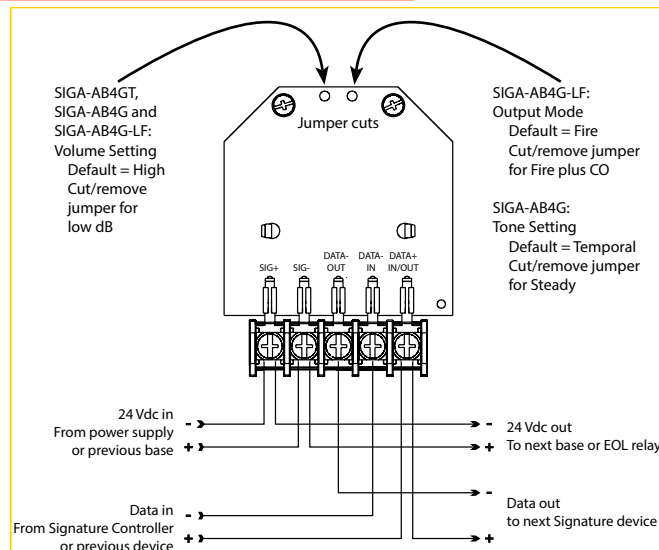 SIGA-AB4GT,
SIGA-AB4G and
SIGA-AB4G-LF:
Volume Setting
Default = High
Cut/remove
jumper for
low dB
Jumper cuts
SIGA-AB4G-LF:
Output Mode
Default = Fire
Cut/remove jumper
for Fire plus CO
SIGA-AB4G:
Tone Setting
Default = Temporal
Cut/remove jumper
for Steady
SIG+
SIG-
DATA-
OUT
DATA-
IN
DATA+
IN/OUT
24 Vdc in
From power supply
or previous base
-
+
-
+
24 Vdc out
To next base or EOL relay
Data in
From Signature Controller
or previous device
-
+
-
+
Data out
to next Signature device